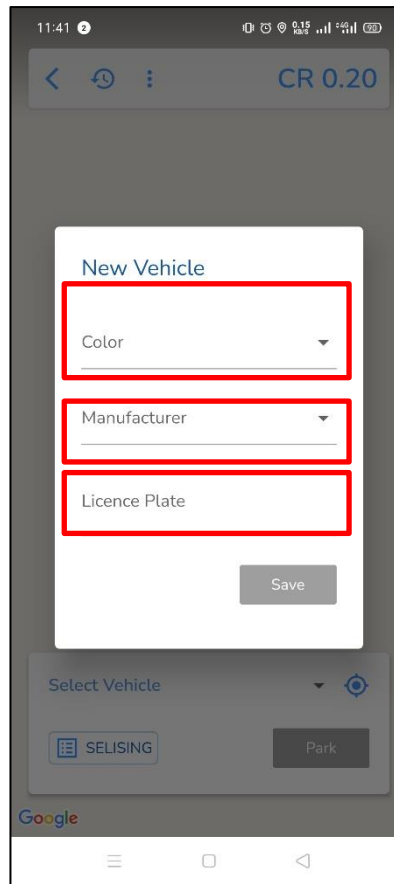 11:41 2 0.15 KB/S 4G 90
CR 0.20
New Vehicle
Color
Manufacturer
Licence Plate
Save
Select Vehicle
SELISING
Park
Google